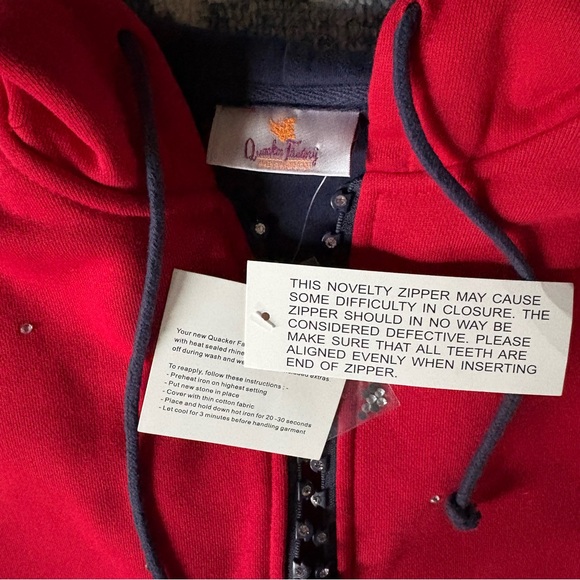 Quacker Factory
THIS NOVELTY ZIPPER MAY CAUSE
SOME DIFFICULTY IN CLOSURE. THE
ZIPPER SHOULD IN NO WAY BE
CONSIDERED DEFECTIVE. PLEASE
MAKE SURE THAT ALL TEETH ARE
ALIGNED EVENLY WHEN INSERTING
END OF ZIPPER.
Your new Quacker
with heat sealed extras
off during wash and
To reapply, follow these instructions : -
- Preheat iron on highest setting
- Put new stone in place
- Cover with thin cotton fabric
- Place and hold down hot iron for 20 -30 seconds
- Let cool for 3 minutes before handling garment